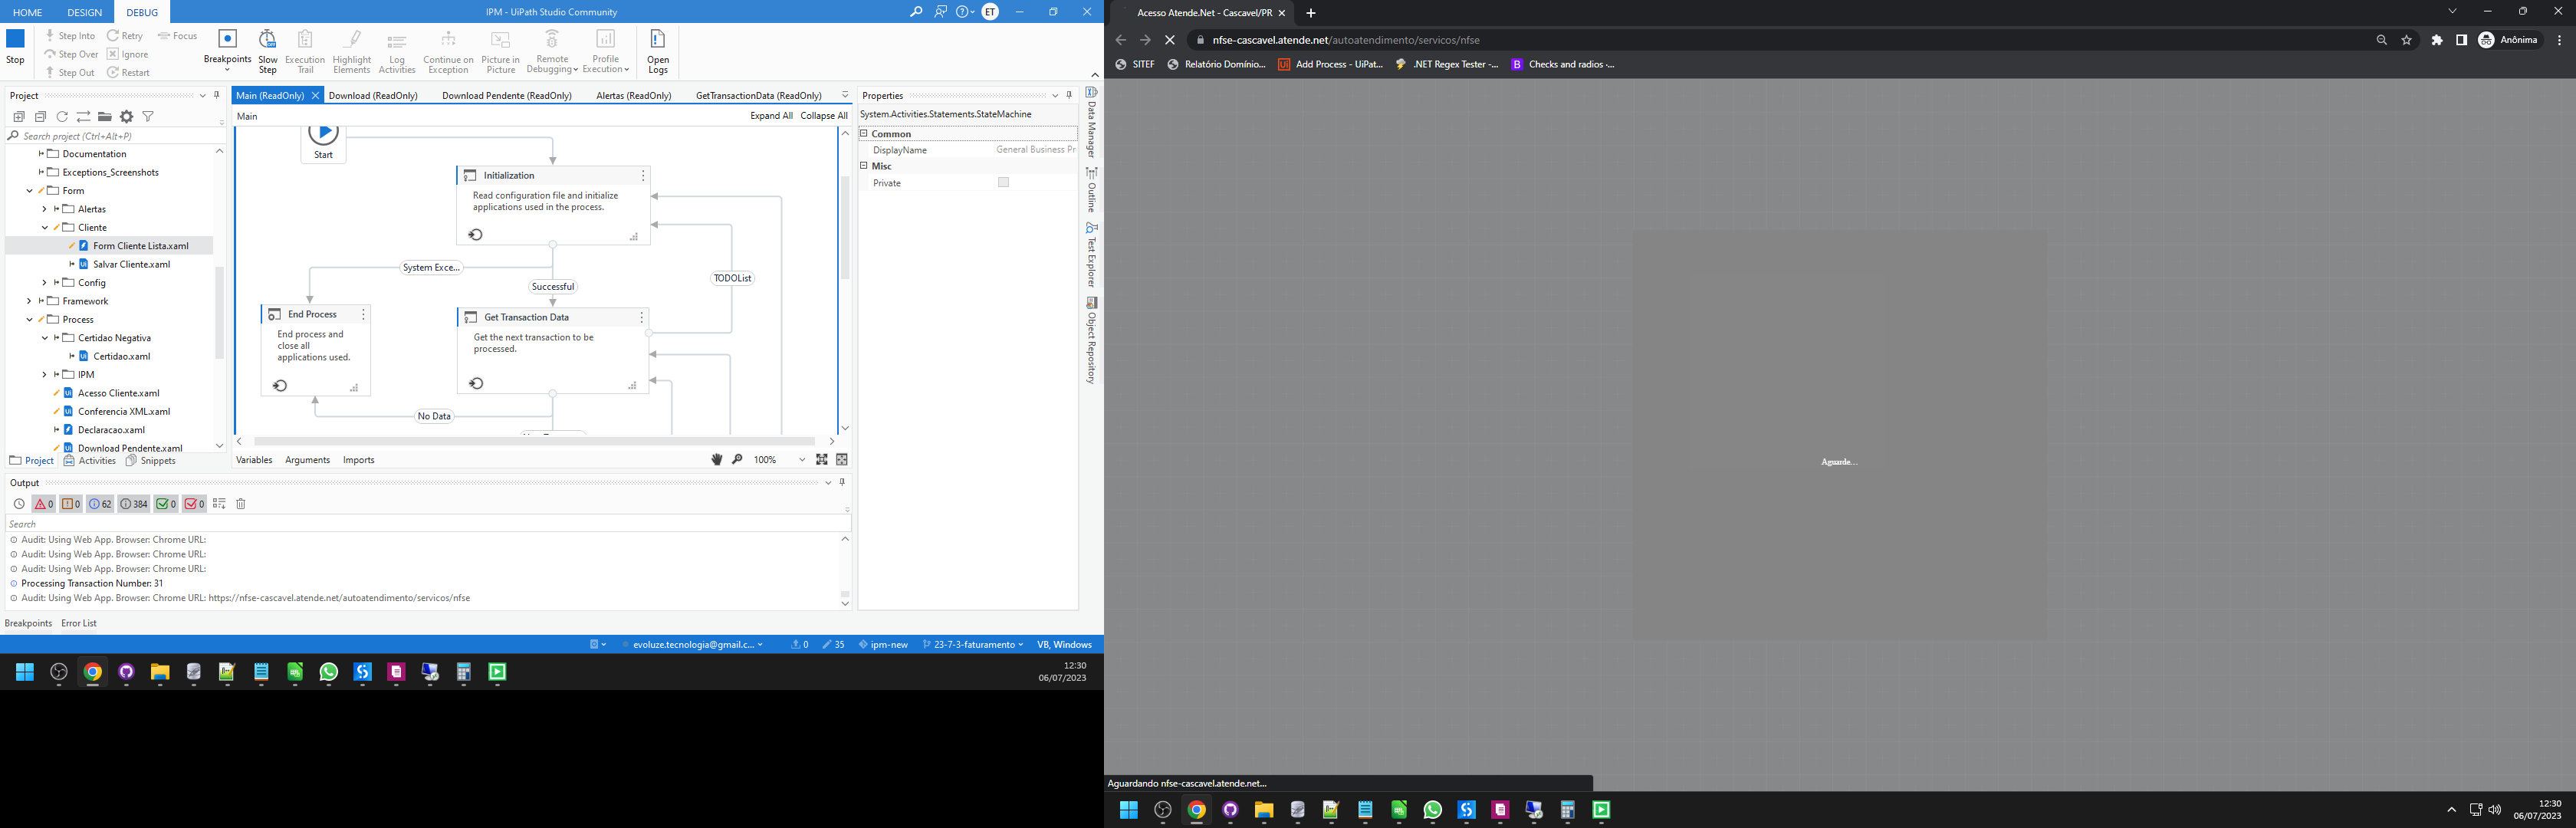 HOME DESIGN DEBUG
IPM - UiPath Studio Community
ET
Stop
Step Into Retry Focus
Step Over Ignore
Step Out Restart
Breakpoints
Slow Step
Execution Trail
Highlight Elements
Log Activities
Continue on Exception
Picture in Picture
Remote Debugging
Profile Execution
Open Logs
Project
Search project (Ctrl+Alt+P)
Documentation
Exceptions_Screenshots
Form
Alertas
Cliente
Form Cliente Lista.xaml
Salvar Cliente.xaml
Config
Framework
Process
Certidao Negativa
Certidao.xaml
IPM
Acesso Cliente.xaml
Conferencia XML.xaml
Declaracao.xaml
Download Pendente.xaml
Project Activities Snippets
Main (ReadOnly) Download (ReadOnly) Download Pendente (ReadOnly) Alertas (ReadOnly) GetTransactionData (ReadOnly)
Main
Expand All Collapse All
Start
Initialization
Read configuration file and initialize
applications used in the process.
System Exce...
Successful
TODOList
End Process
End process and
close all
applications used.
Get Transaction Data
Get the next transaction to be
processed.
No Data
Variables Arguments Imports
100%
Properties
System.Activities.Statements.StateMachine
Common
DisplayName General Business Pr
Misc
Private
Data Manager
Outline
Test Explorer
Object Repository
Output
0 0 62 384 0 0
Search
Audit: Using Web App. Browser: Chrome URL:
Audit: Using Web App. Browser: Chrome URL:
Audit: Using Web App. Browser: Chrome URL:
Processing Transaction Number: 31
Audit: Using Web App. Browser: Chrome URL: https://nfse-cascavel.atende.net/autoatendimento/servicos/nfse
Breakpoints Error List
evoluze.tecnologia@gmail.c... 0 35 ipm-new 23-7-3-faturamento VB, Windows
12:30
06/07/2023
Acesso Atende.Net - Cascavel/PR
nfse-cascavel.atende.net/autoatendimento/servicos/nfse
Anônima
SITEF Relatório Domínio... Add Process - UiPat... .NET Regex Tester -... Checks and radios ·...
Aguarde...
Aguardando nfse-cascavel.atende.net...
12:30
06/07/2023